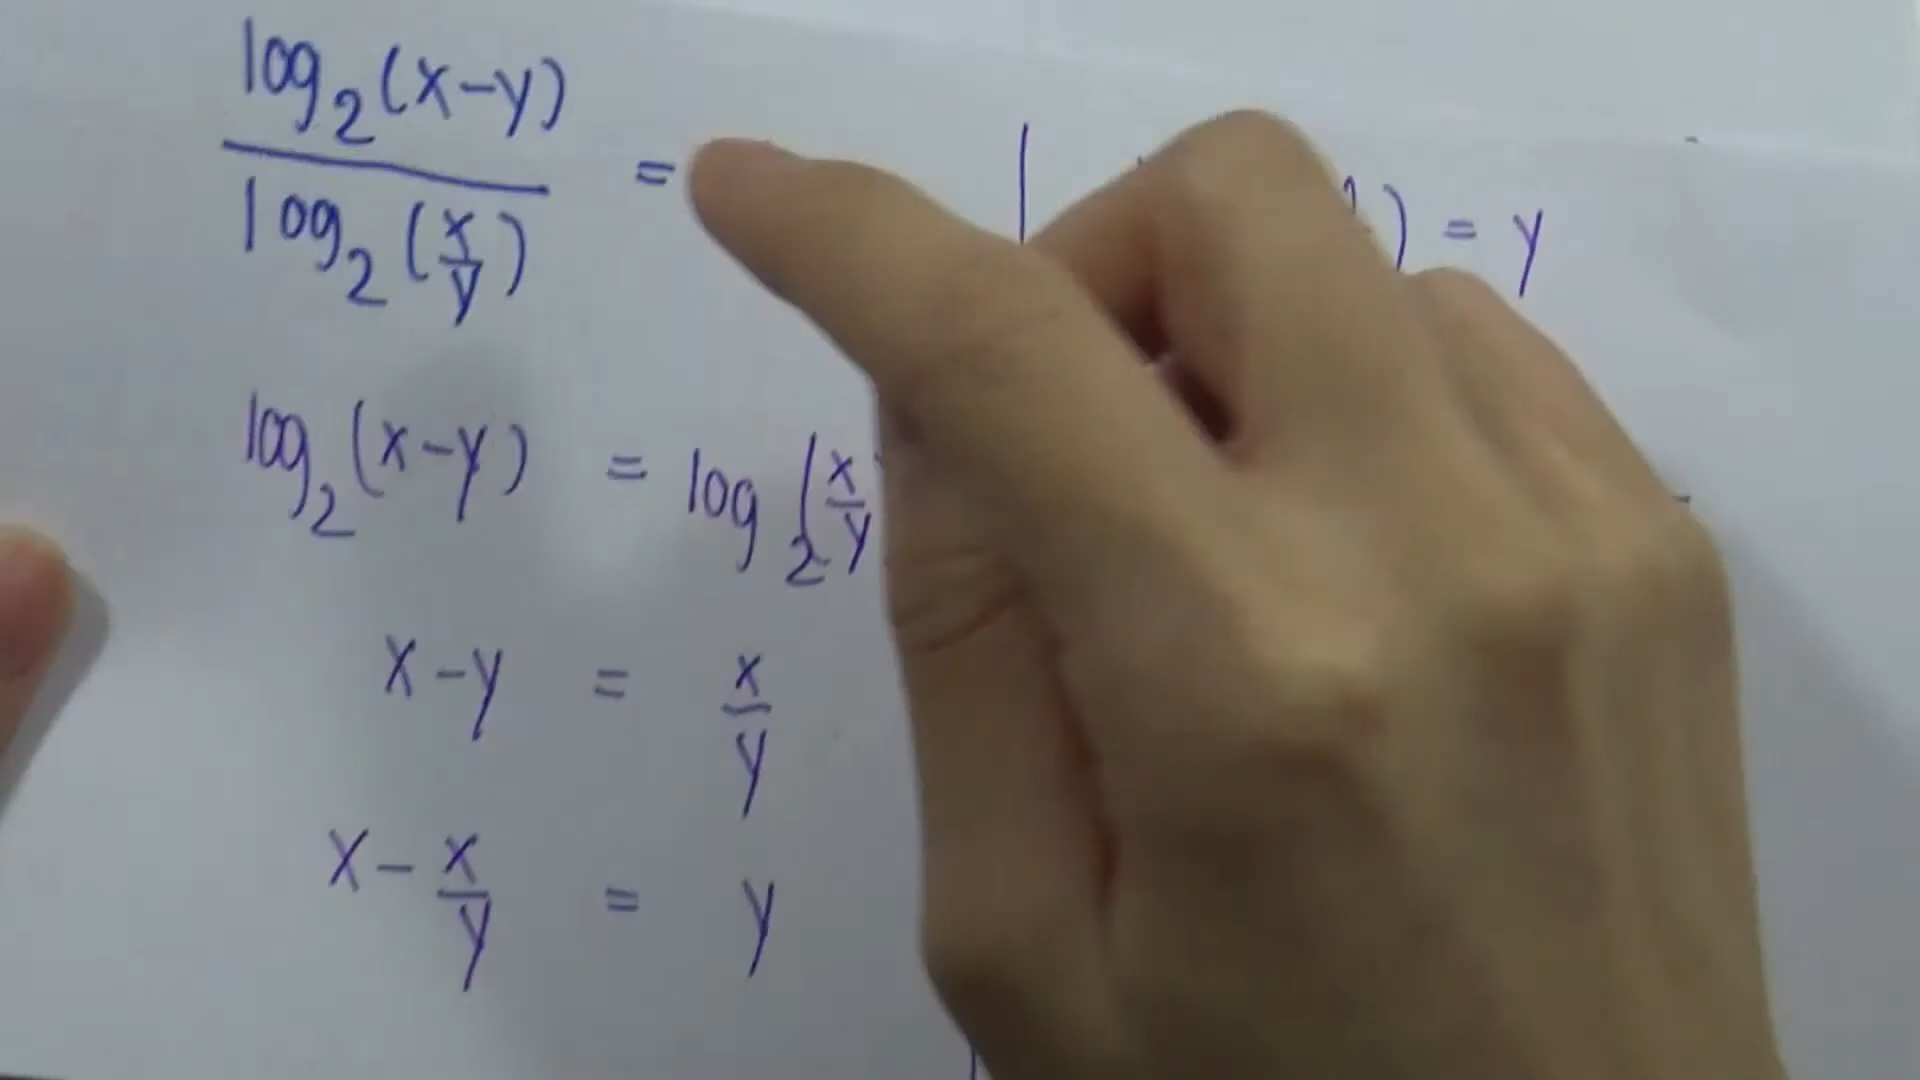 log₂(x-y) / log₂(x/y) =
log₂(x-y) = log₂(x/y
x-y = x/y
x - x/y = y
) = y